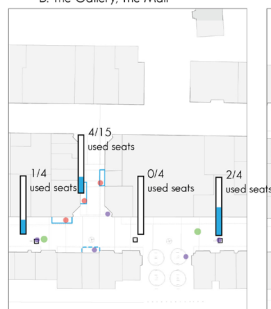 B. The Gallery, The Mall
4/15
used seats
1/4
used seats
0/4
used seats
2/4
used seats